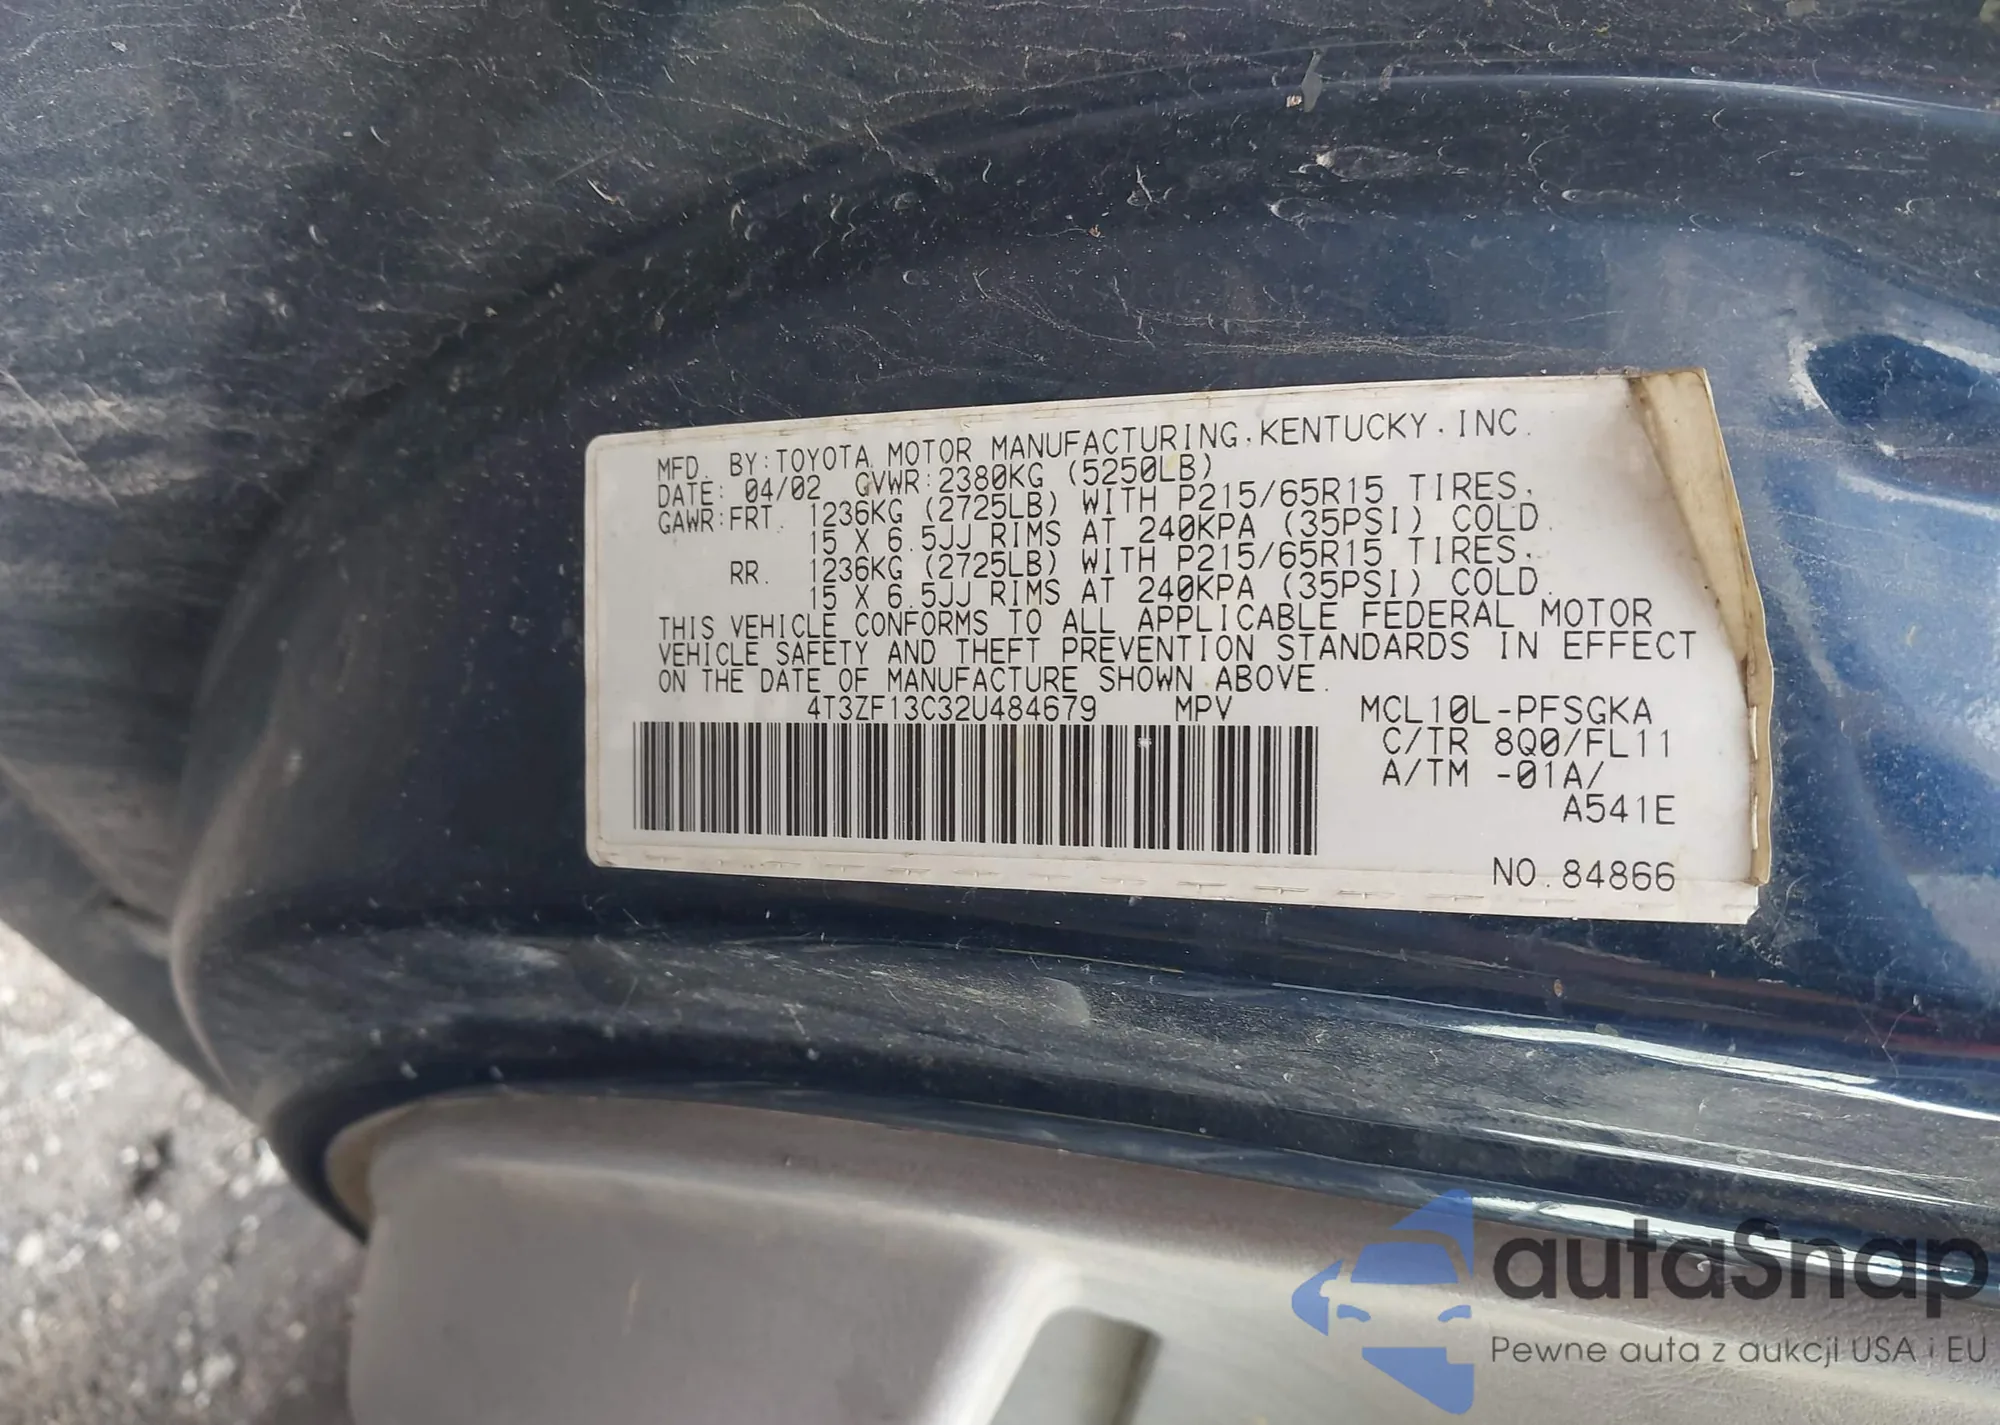 MFD. BY:TOYOTA MOTOR MANUFACTURING,KENTUCKY,INC.
DATE: 04/02 GVWR:2380KG (5250LB)
GAWR:FRT. 1236KG (2725LB) WITH P215/65R15 TIRES,
15 X 6.5JJ RIMS AT 240KPA (35PSI) COLD.
RR. 1236KG (2725LB) WITH P215/65R15 TIRES,
15 X 6.5JJ RIMS AT 240KPA (35PSI) COLD.
THIS VEHICLE CONFORMS TO ALL APPLICABLE FEDERAL MOTOR
VEHICLE SAFETY AND THEFT PREVENTION STANDARDS IN EFFECT
ON THE DATE OF MANUFACTURE SHOWN ABOVE.
4T3ZF13C32U484679 MPV MCL10L-PFSGKA
C/TR 8Q0/FL11
A/TM -01A/
A541E
NO.84866
autaSnap
Pewne auta z aukcji USA i EU